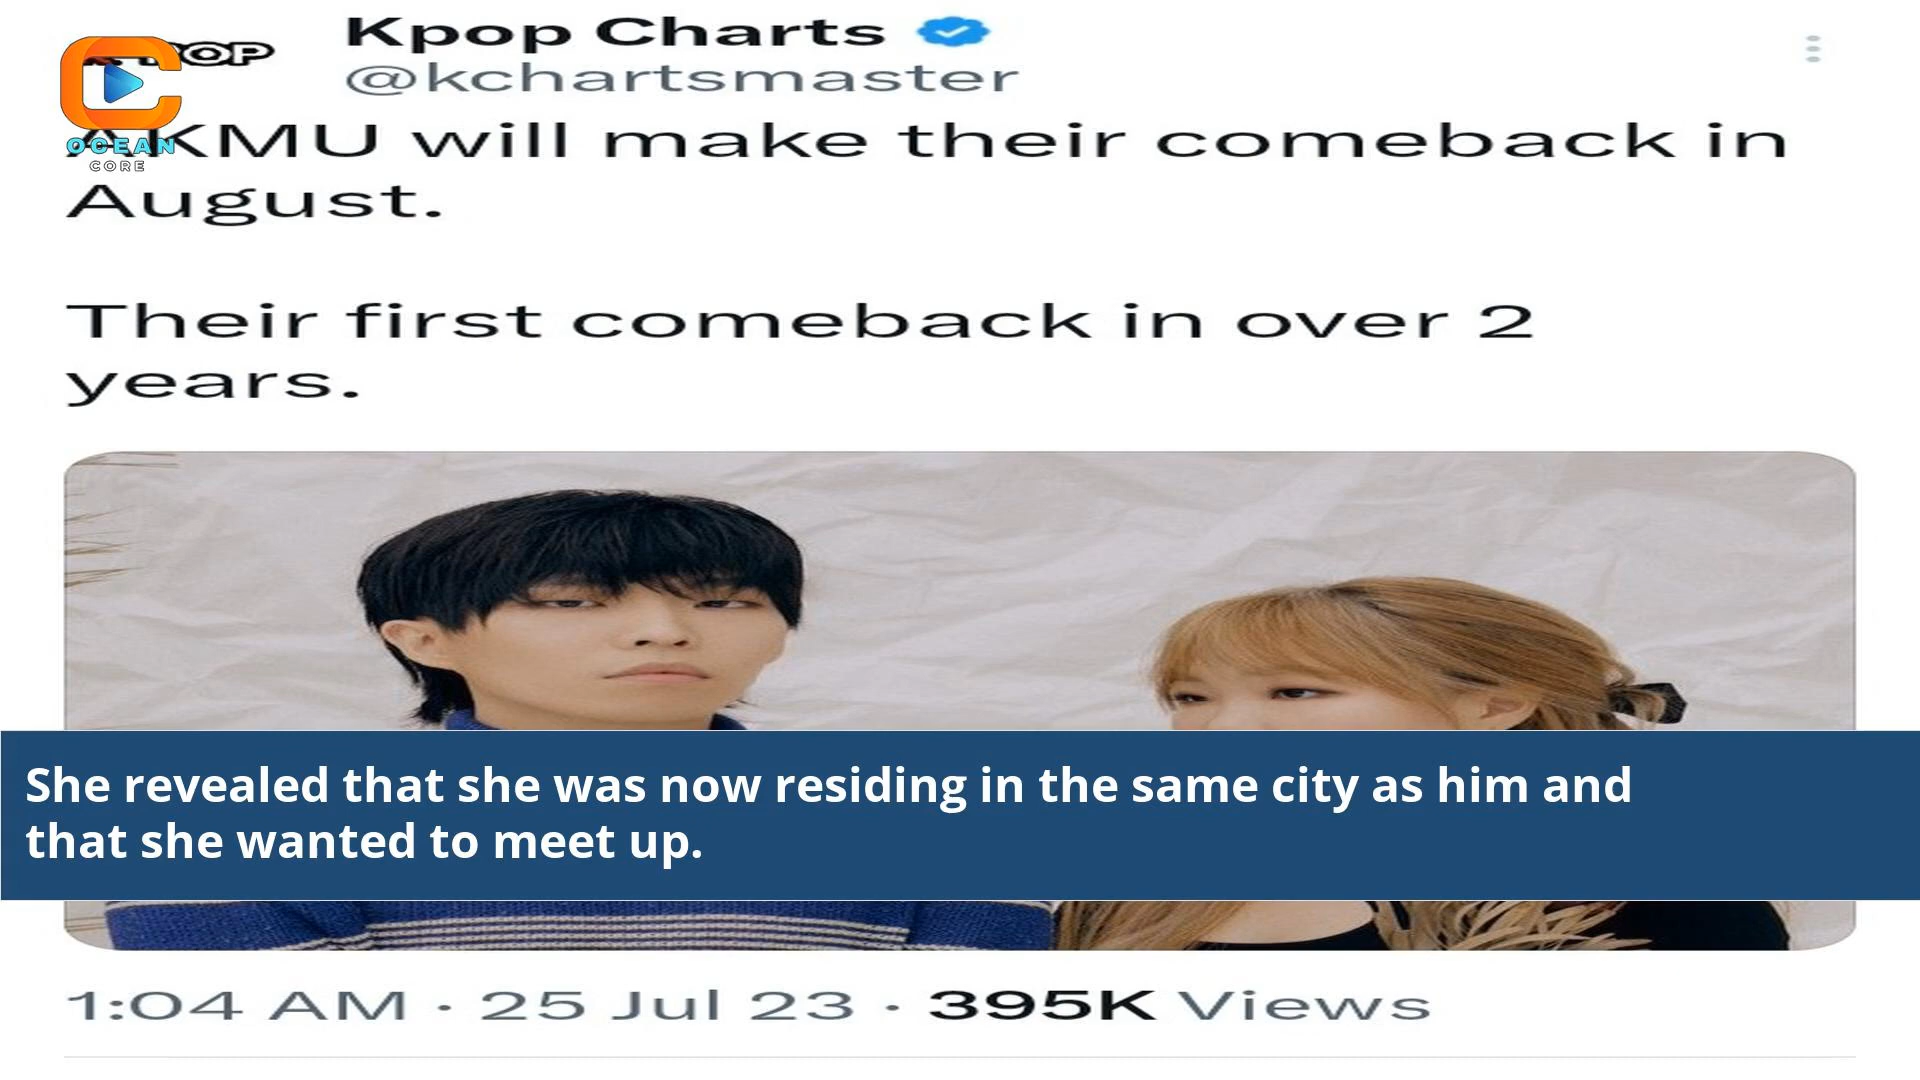 Kpop Charts
@kchartsmaster
AKMU will make their comeback in
August.
Their first comeback in over 2
years.
OCEAN
CORE
She revealed that she was now residing in the same city as him and
that she wanted to meet up.
1:04 AM · 25 Jul 23 · 395K Views